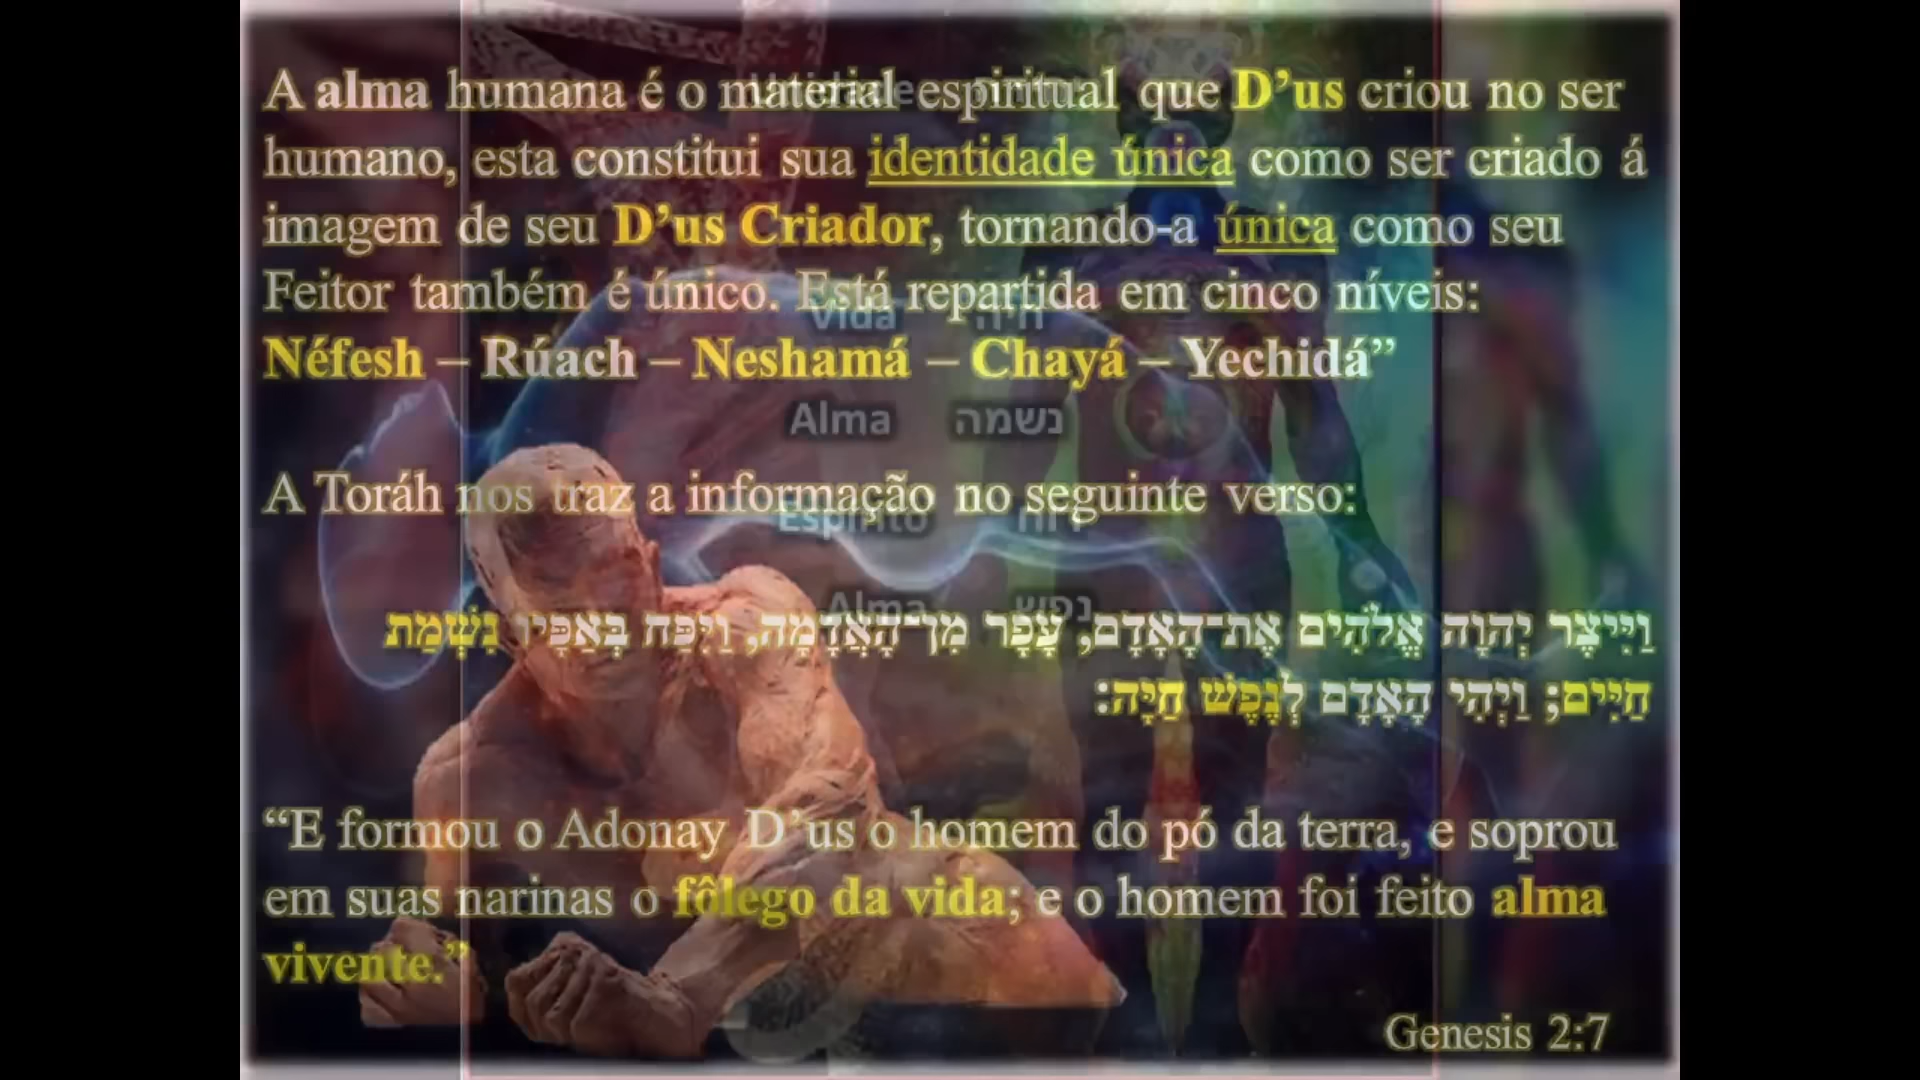 A alma humana é o material espiritual que D’us criou no ser
humano, esta constitui sua identidade única como ser criado á
imagem de seu D’us Criador, tornando-a única como seu
Feitor também é único. Está repartida em cinco níveis:
Vida חיה
Néfesh – Rúach – Neshamá – Chayá – Yechidá”
Alma נשמה
A Toráh nos traz a informação no seguinte verso:
Espírito רוח
Alma נפש
וַיִּיצֶר יְהוָה אֱלֹהִים אֶת־הָאָדָם, עָפָר מִן־הָאֲדָמָה, וַיִּפַּח בְּאַפָּיו נִשְׁמַת
חַיִּים; וַיְהִי הָאָדָם לְנֶפֶשׁ חַיָּה:
“E formou o Adonay D’us o homem do pó da terra, e soprou
em suas narinas o fôlego da vida; e o homem foi feito alma
vivente.”
Genesis 2:7